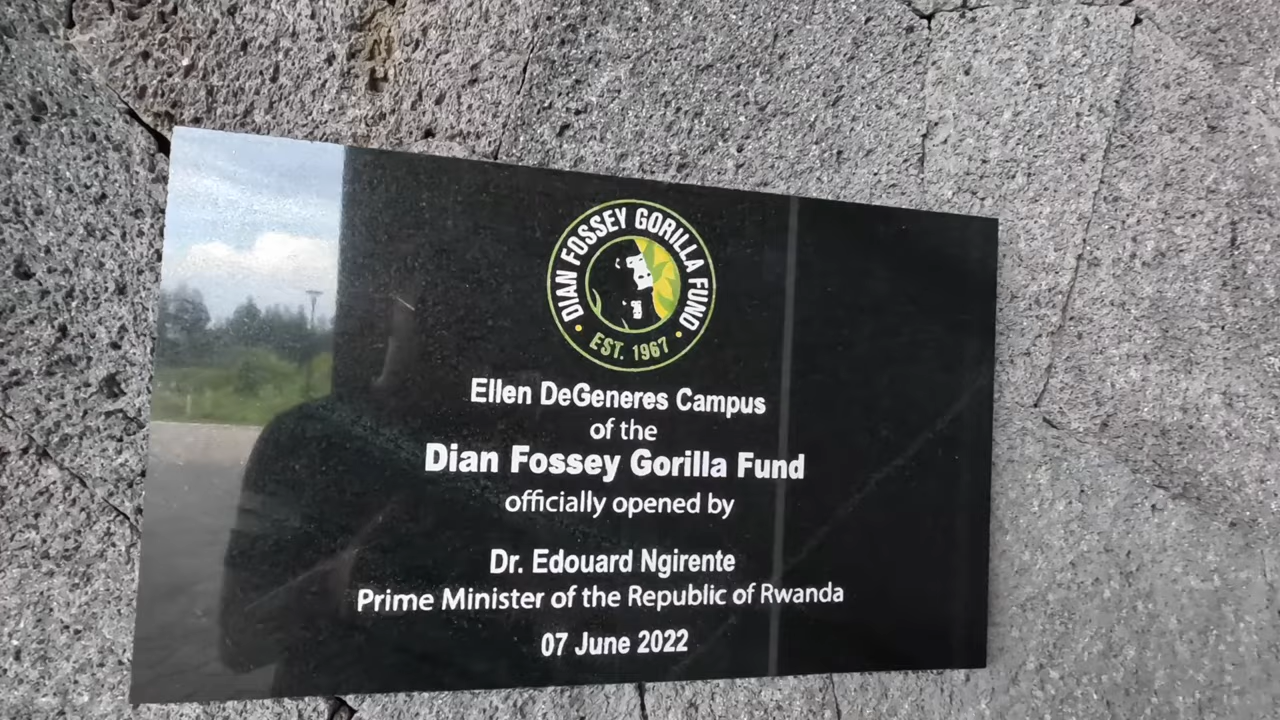 DIAN FOSSEY GORILLA FUND
• EST. 1967 •
Ellen DeGeneres Campus
of the
Dian Fossey Gorilla Fund
officially opened by
Dr. Edouard Ngirente
Prime Minister of the Republic of Rwanda
07 June 2022